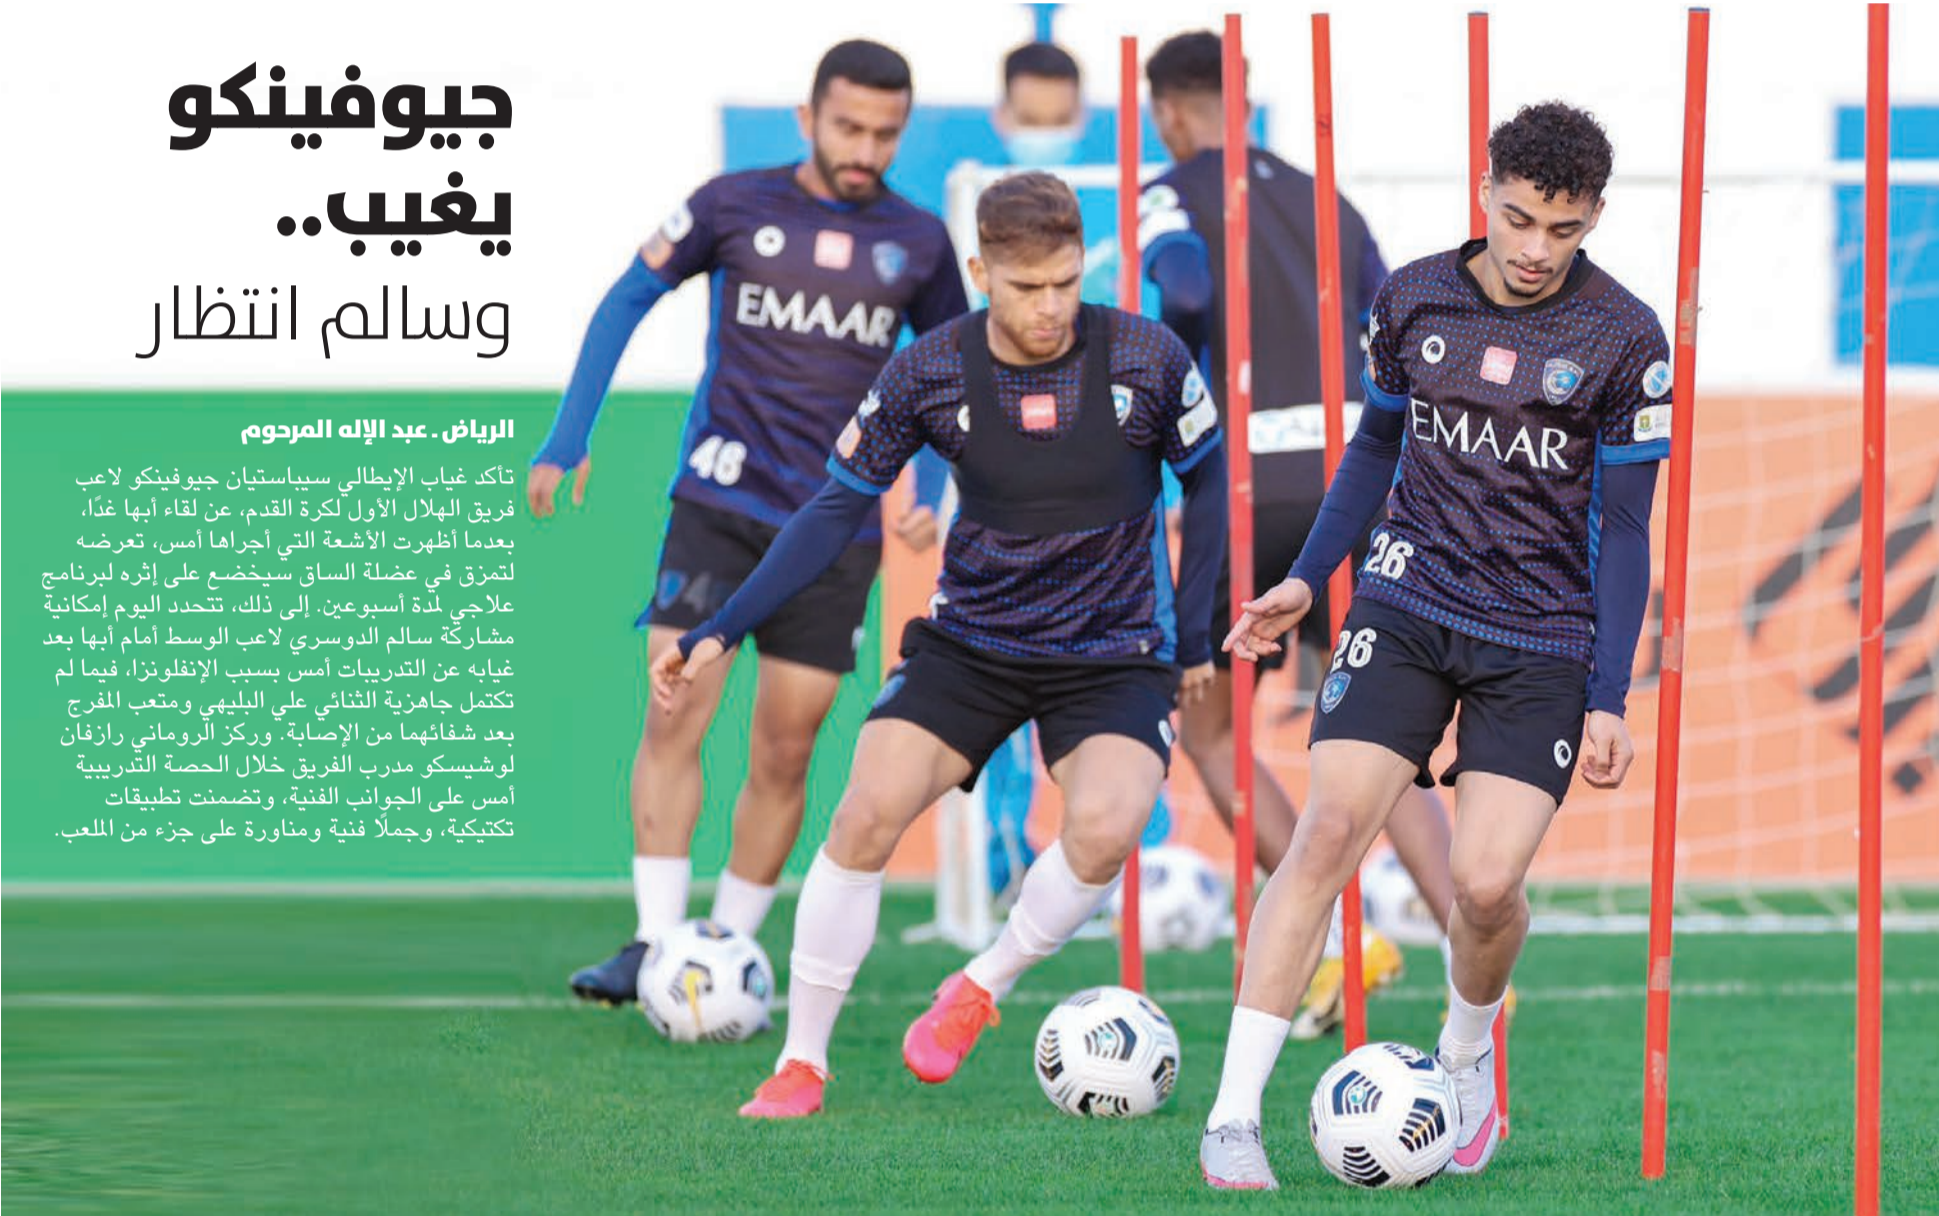 جيوفينكو
يغيب..
وسالم انتظار
الرياض ـ عبد الإله المرحوم
تأكد غياب الإيطالي سيباستيان جيوفينكو لاعب
فريق الهلال الأول لكرة القدم، عن لقاء أبها غدًا،
بعدما أظهرت الأشعة التي أجراها أمس، تعرضه
لتمزق في عضلة الساق سيخضع على إثره لبرنامج
علاجي لمدة أسبوعين. إلى ذلك، تتحدد اليوم إمكانية
مشاركة سالم الدوسري لاعب الوسط أمام أبها بعد
غيابه عن التدريبات أمس بسبب الإنفلونزا، فيما لم
تكتمل جاهزية الثنائي علي البليهي ومتعب المفرج
بعد شفائهما من الإصابة. وركز الروماني رازفان
لوشيسكو مدرب الفريق خلال الحصة التدريبية
أمس على الجوانب الفنية، وتضمنت تطبيقات
تكتيكية، وجملًا فنية ومناورة على جزء من الملعب.
EMAAR
46
4
EMAAR
26
26